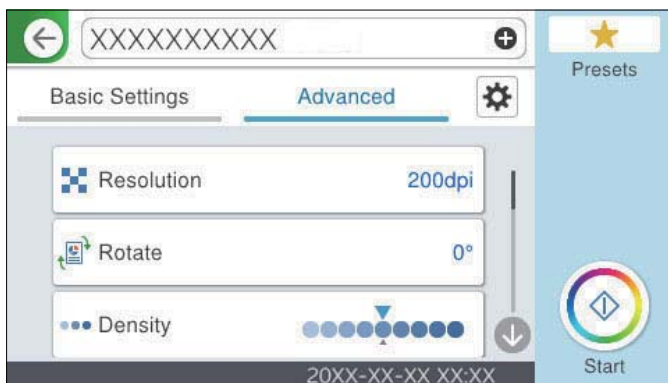 XXXXXXXXXX
Presets
Basic Settings Advanced
Resolution 200dpi
Rotate 0°
Density
Start
20XX-XX-XX XX:XX